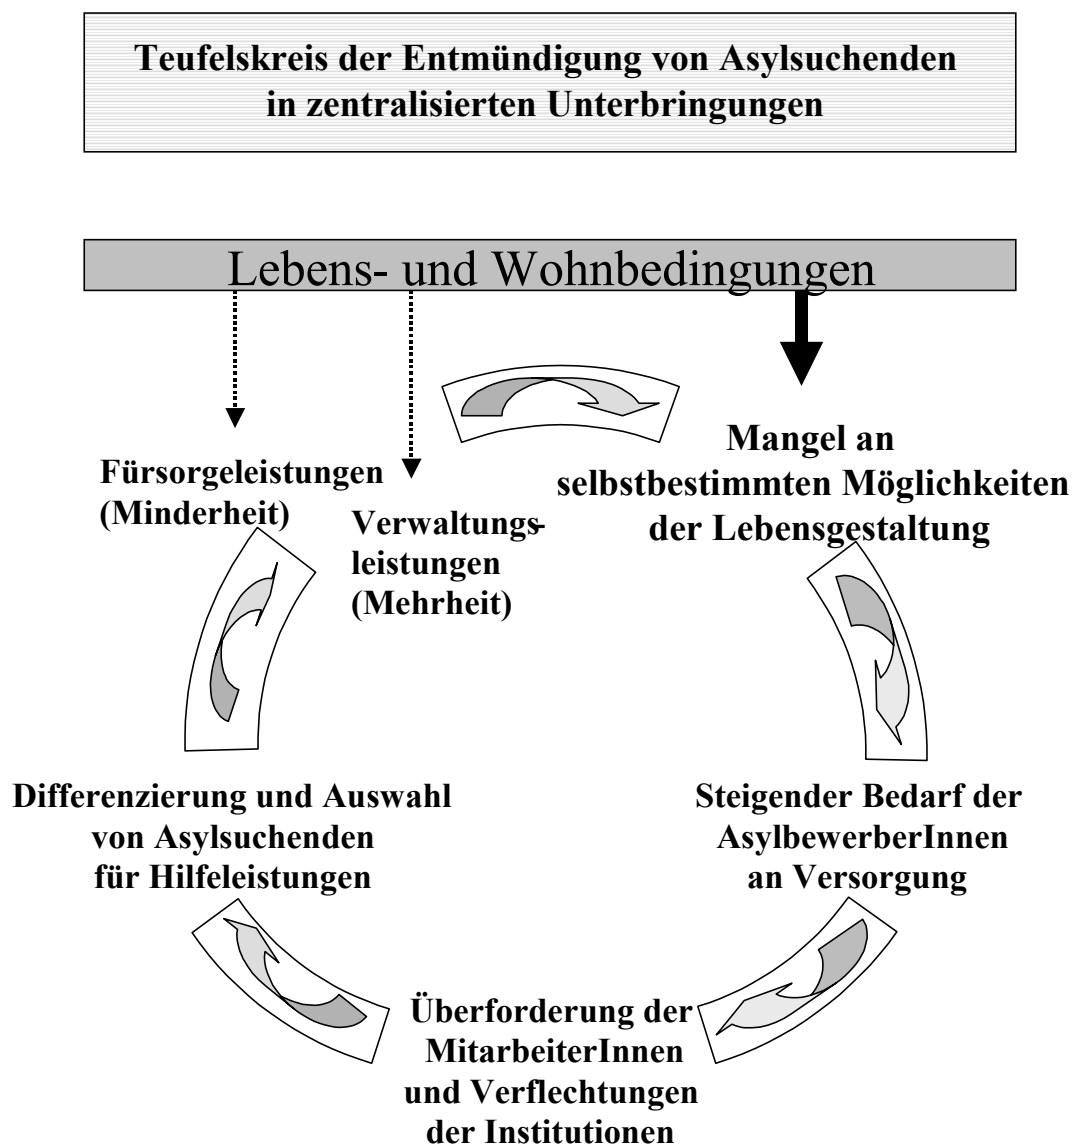 Teufelskreis der Entmündigung von Asylsuchenden
in zentralisierten Unterbringungen
Lebens- und Wohnbedingungen
Fürsorgeleistungen
(Minderheit)
Verwaltungs-
leistungen
(Mehrheit)
Mangel an
selbstbestimmten Möglichkeiten
der Lebensgestaltung
Steigender Bedarf der
AsylbewerberInnen
an Versorgung
Überforderung der
MitarbeiterInnen
und Verflechtungen
der Institutionen
Differenzierung und Auswahl
von Asylsuchenden
für Hilfeleistungen